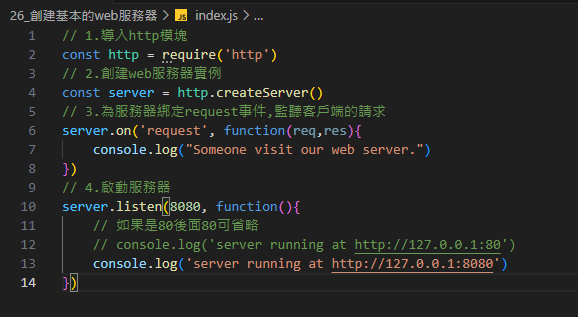 26_創建基本的web服務器 > JS index.js > ...
1 // 1.導入http模塊
2 const http = require('http')
3 // 2.創建web服務器實例
4 const server = http.createServer()
5 // 3.為服務器綁定request事件,監聽客戶端的請求
6 server.on('request', function(req,res){
7 console.log("Someone visit our web server.")
8 })
9 // 4.啟動服務器
10 server.listen(8080, function(){
11 // 如果是80後面80可省略
12 // console.log('server running at http://127.0.0.1:80')
13 console.log('server running at http://127.0.0.1:8080')
14 })